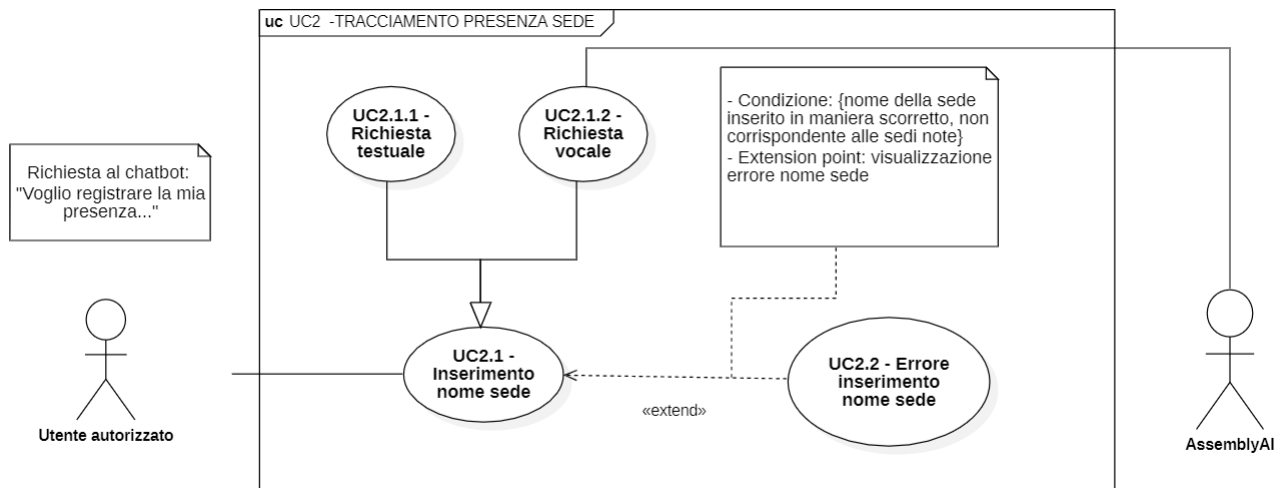 uc UC2 -TRACCIAMENTO PRESENZA SEDE
UC2.1.1 -
Richiesta
testuale
UC2.1.2 -
Richiesta
vocale
- Condizione: {nome della sede
inserito in maniera scorretto, non
corrispondente alle sedi note}
- Extension point: visualizzazione
errore nome sede
Richiesta al chatbot:
"Voglio registrare la mia
presenza..."
UC2.1 -
Inserimento
nome sede
UC2.2 - Errore
inserimento
nome sede
«extend»
Utente autorizzato
AssemblyAI